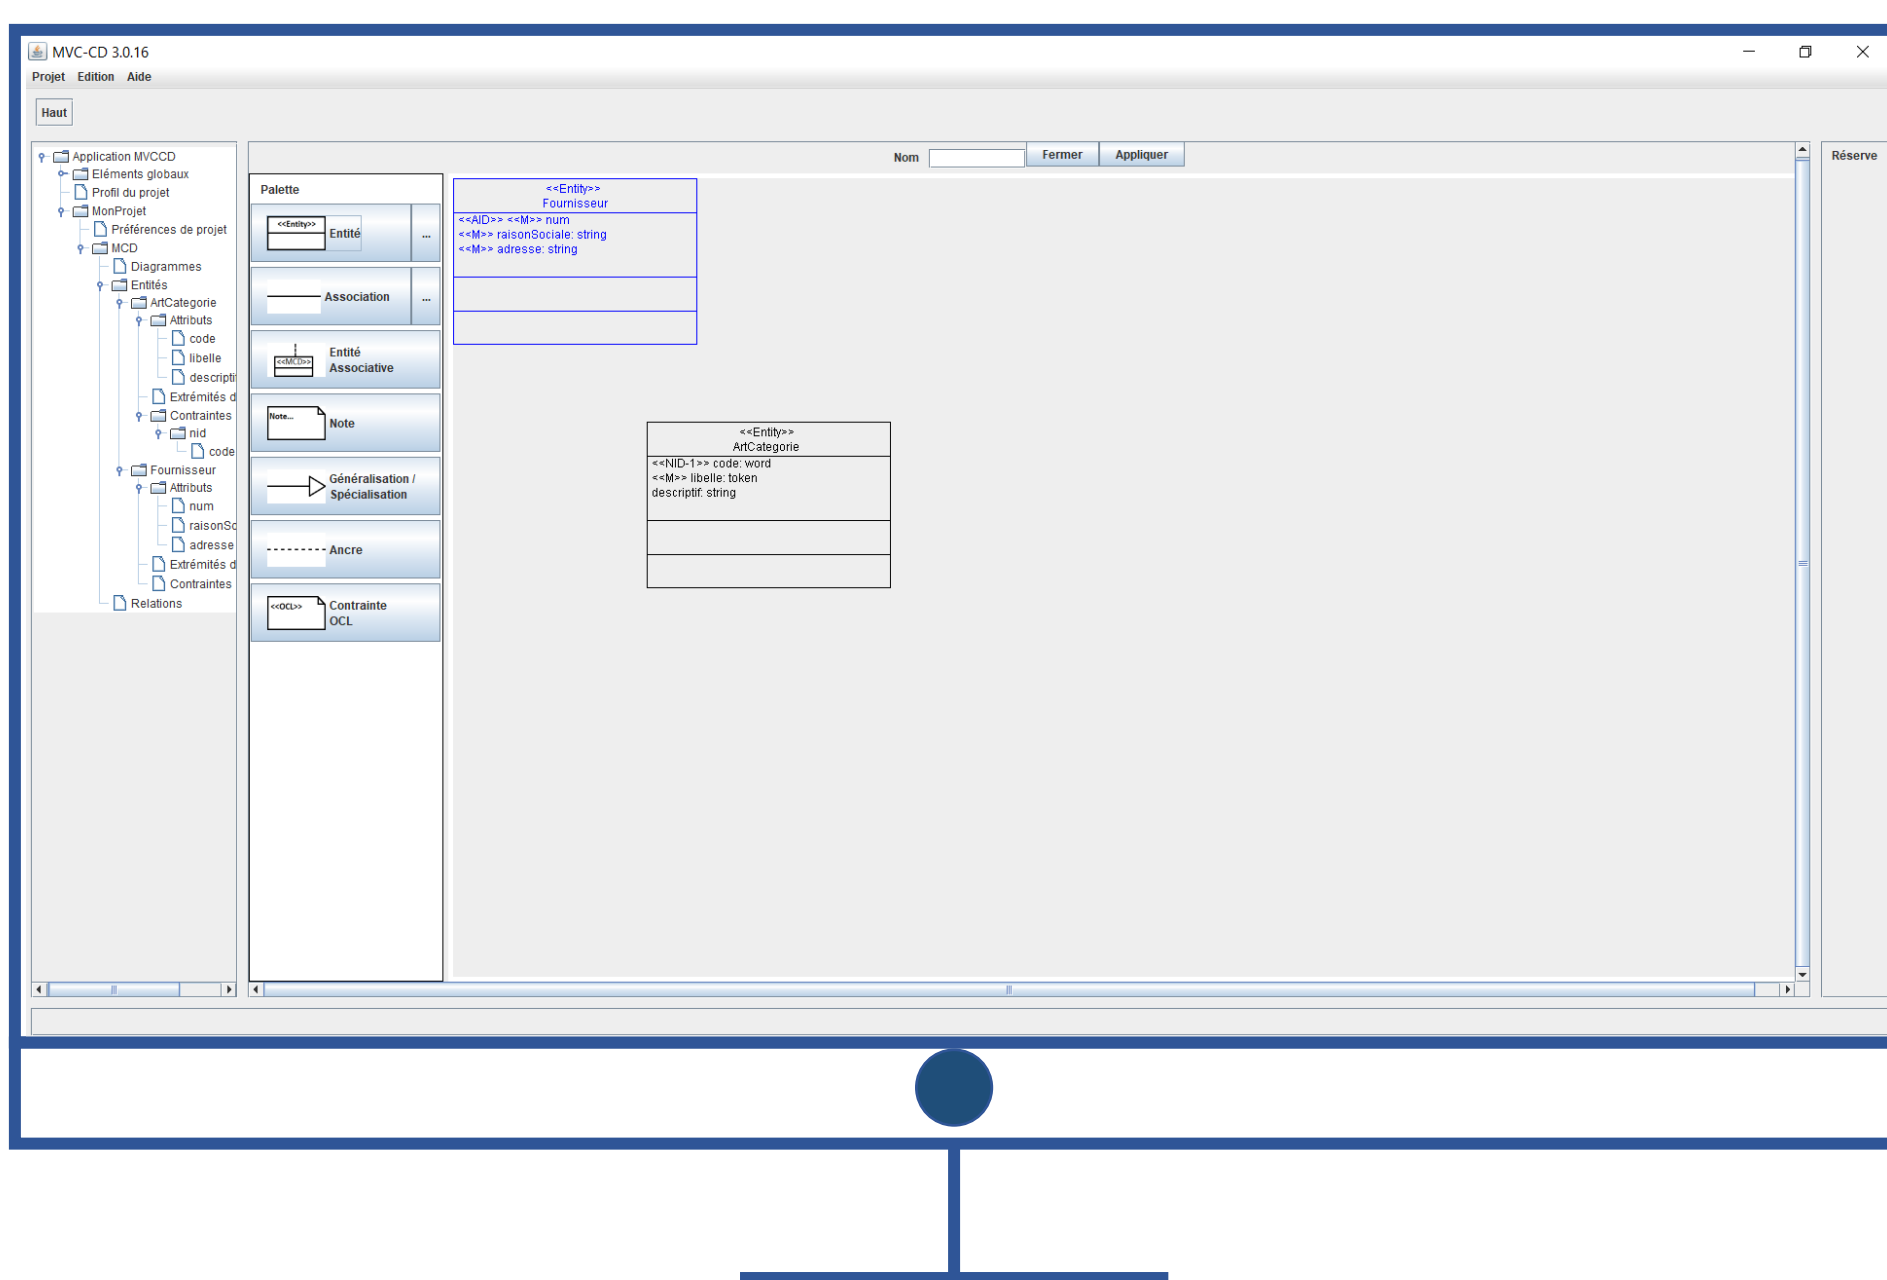 MVC-CD 3.0.16
Projet Edition Aide
Haut
Application MVCCD
Eléments globaux
Profil du projet
MonProjet
Préférences de projet
MCD
Diagrammes
Entités
ArtCategorie
Attributs
code
libelle
descripti
Extrémités d
Contraintes
nid
code
Fournisseur
Attributs
num
raisonSo
adresse
Extrémités d
Contraintes
Relations
Nom
Fermer
Appliquer
Palette
<<Entity>>
Entité
...
Association
...
<<MCD>>
Entité
Associative
Note...
Note
Généralisation /
Spécialisation
Ancre
<<OCL>>
Contrainte
OCL
<<Entity>>
Fournisseur
<<AID>> <<M>> num
<<M>> raisonSociale: string
<<M>> adresse: string
<<Entity>>
ArtCategorie
<<NID-1>> code: word
<<M>> libelle: token
descriptif: string
Réserve